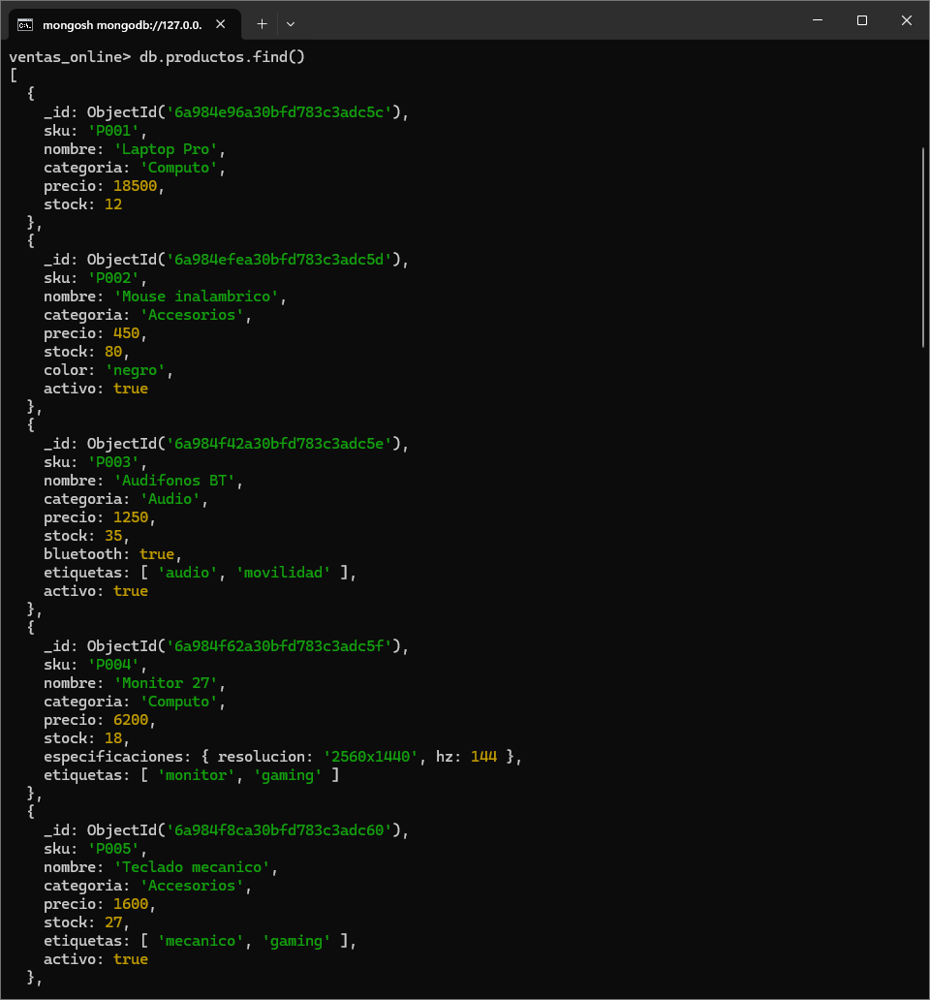 mongosh mongodb://127.0.0.
ventas_online> db.productos.find()
[
  {
    _id: ObjectId('6a984e96a30bfd783c3adc5c'),
    sku: 'P001',
    nombre: 'Laptop Pro',
    categoria: 'Computo',
    precio: 18500,
    stock: 12
  },
  {
    _id: ObjectId('6a984efea30bfd783c3adc5d'),
    sku: 'P002',
    nombre: 'Mouse inalambrico',
    categoria: 'Accesorios',
    precio: 450,
    stock: 80,
    color: 'negro',
    activo: true
  },
  {
    _id: ObjectId('6a984f42a30bfd783c3adc5e'),
    sku: 'P003',
    nombre: 'Audifonos BT',
    categoria: 'Audio',
    precio: 1250,
    stock: 35,
    bluetooth: true,
    etiquetas: [ 'audio', 'movilidad' ],
    activo: true
  },
  {
    _id: ObjectId('6a984f62a30bfd783c3adc5f'),
    sku: 'P004',
    nombre: 'Monitor 27',
    categoria: 'Computo',
    precio: 6200,
    stock: 18,
    especificaciones: { resolucion: '2560x1440', hz: 144 },
    etiquetas: [ 'monitor', 'gaming' ]
  },
  {
    _id: ObjectId('6a984f8ca30bfd783c3adc60'),
    sku: 'P005',
    nombre: 'Teclado mecanico',
    categoria: 'Accesorios',
    precio: 1600,
    stock: 27,
    etiquetas: [ 'mecanico', 'gaming' ],
    activo: true
  },